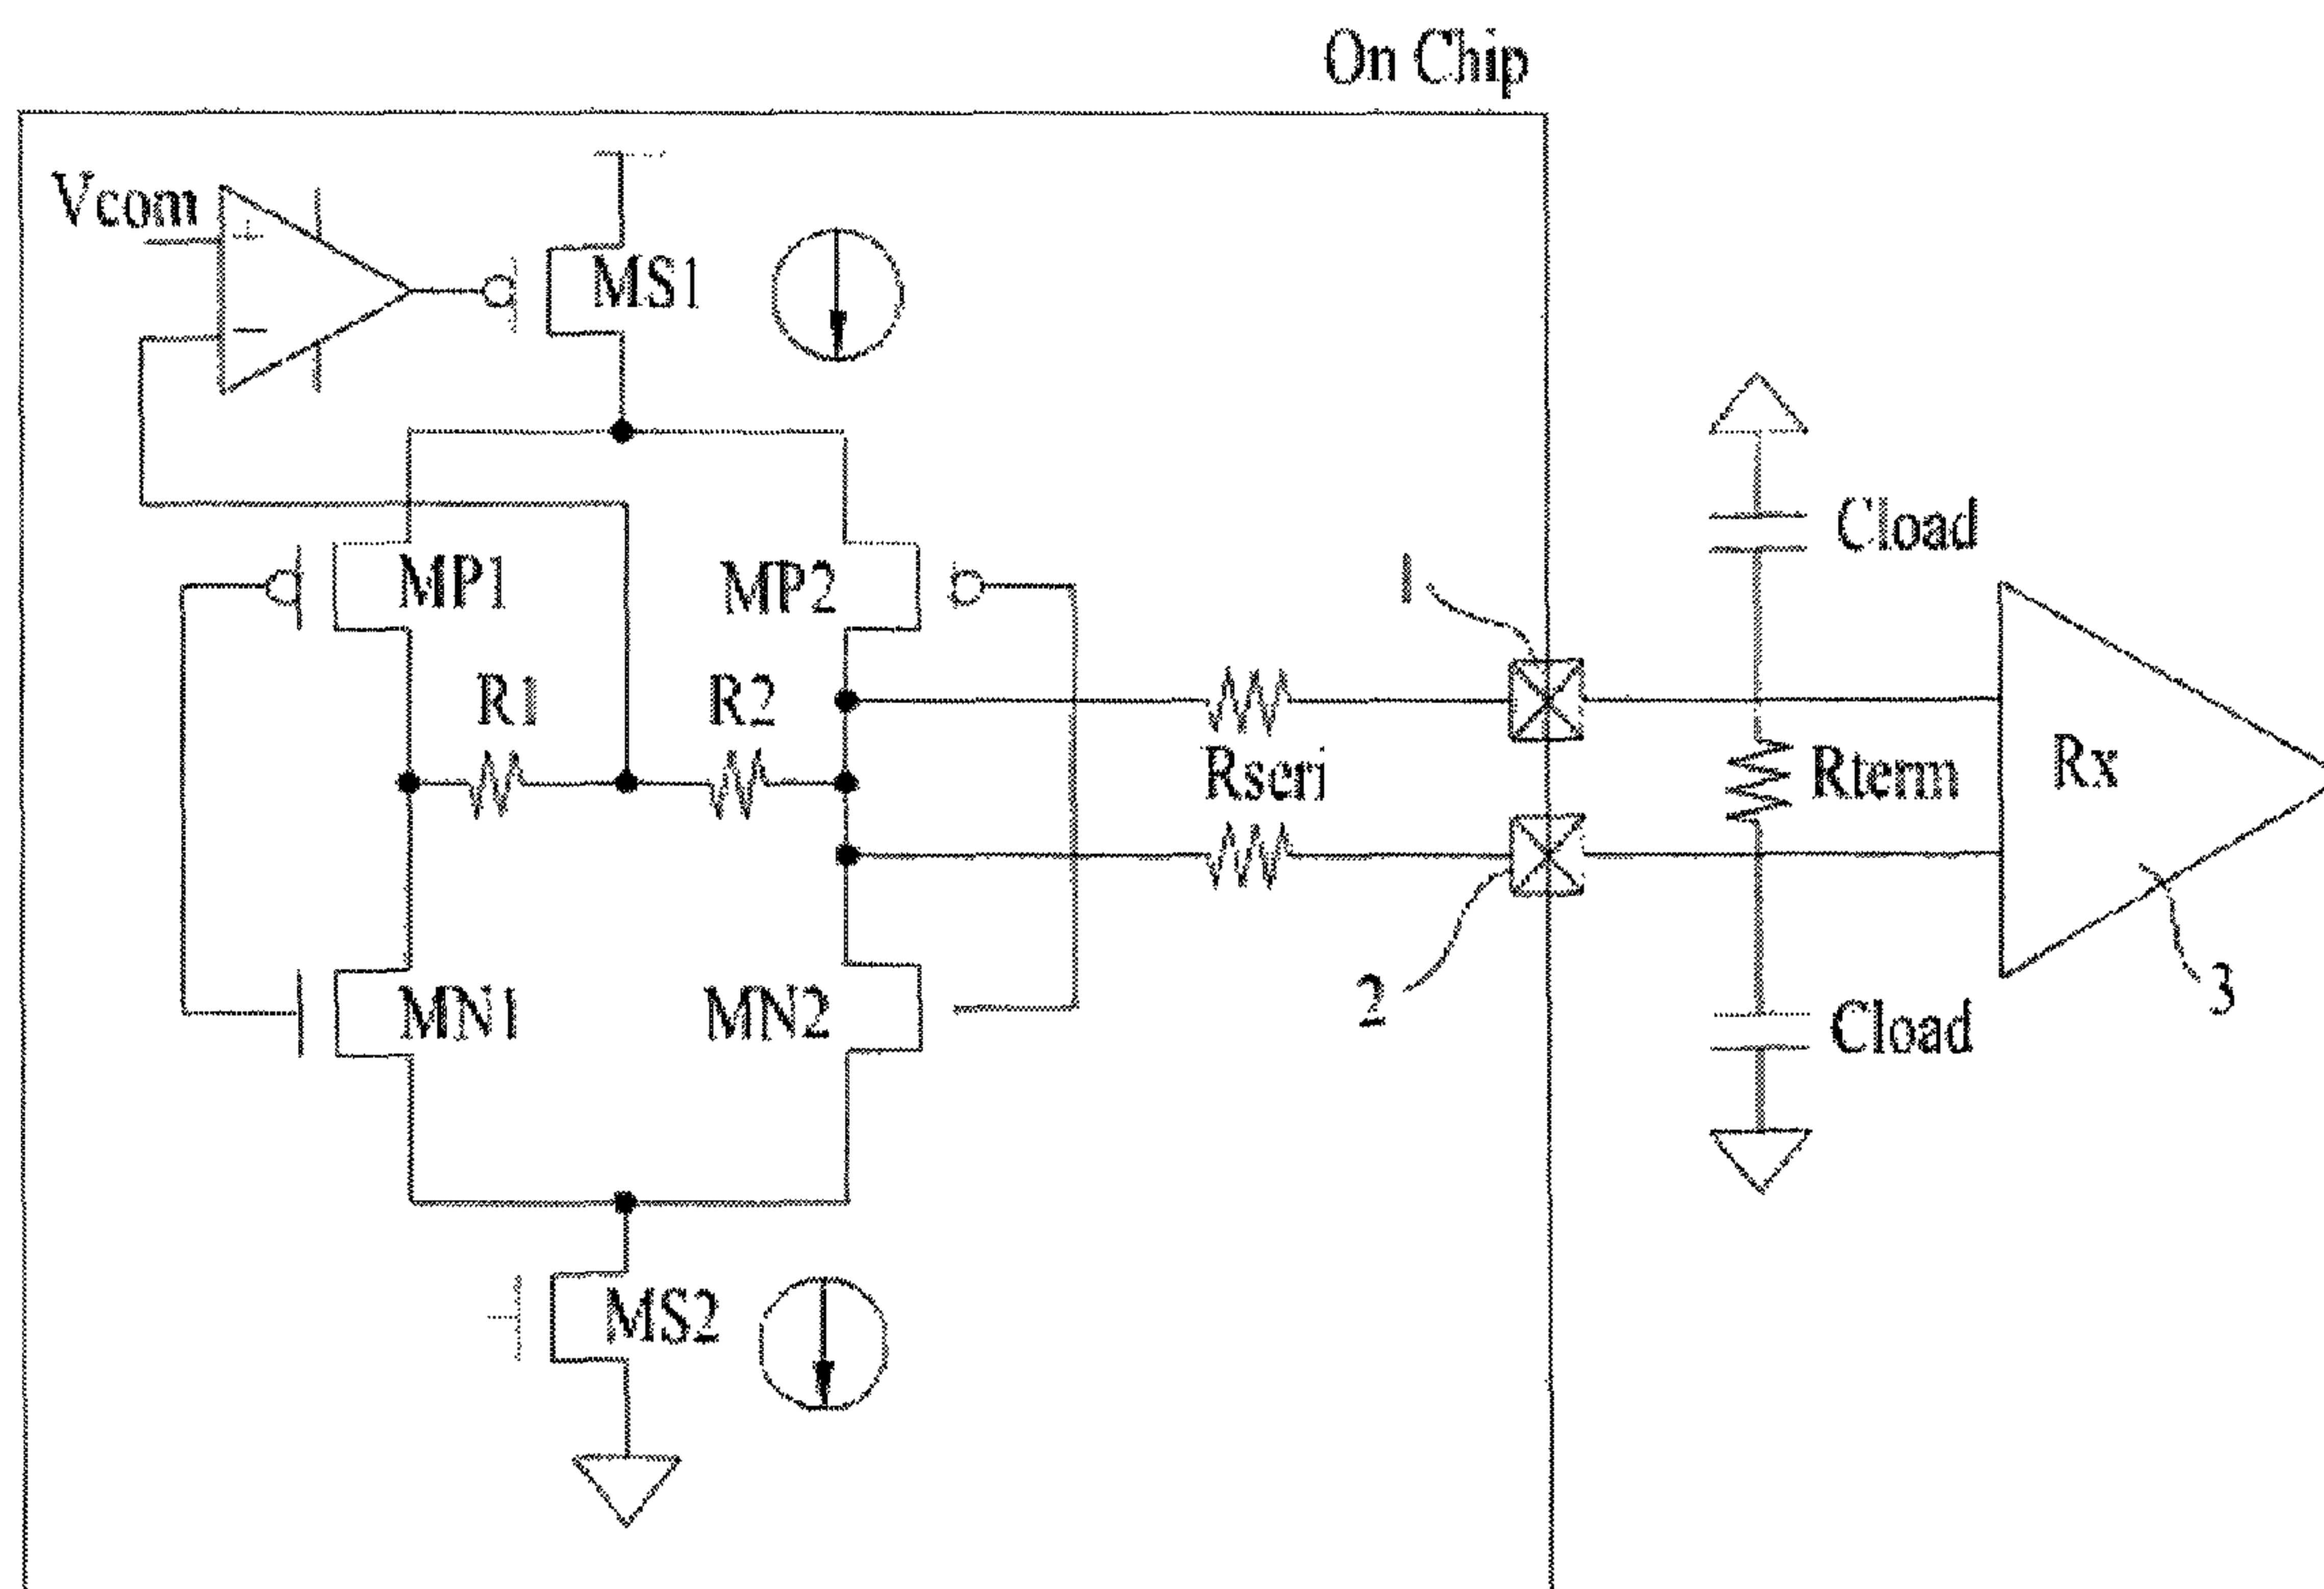 On Chip
Vcom
+
MS1
−
Cload
MP1
MP2
1
R1
R2
Rseri
Rterm
Rx
MN1
MN2
2
3
Cload
MS2